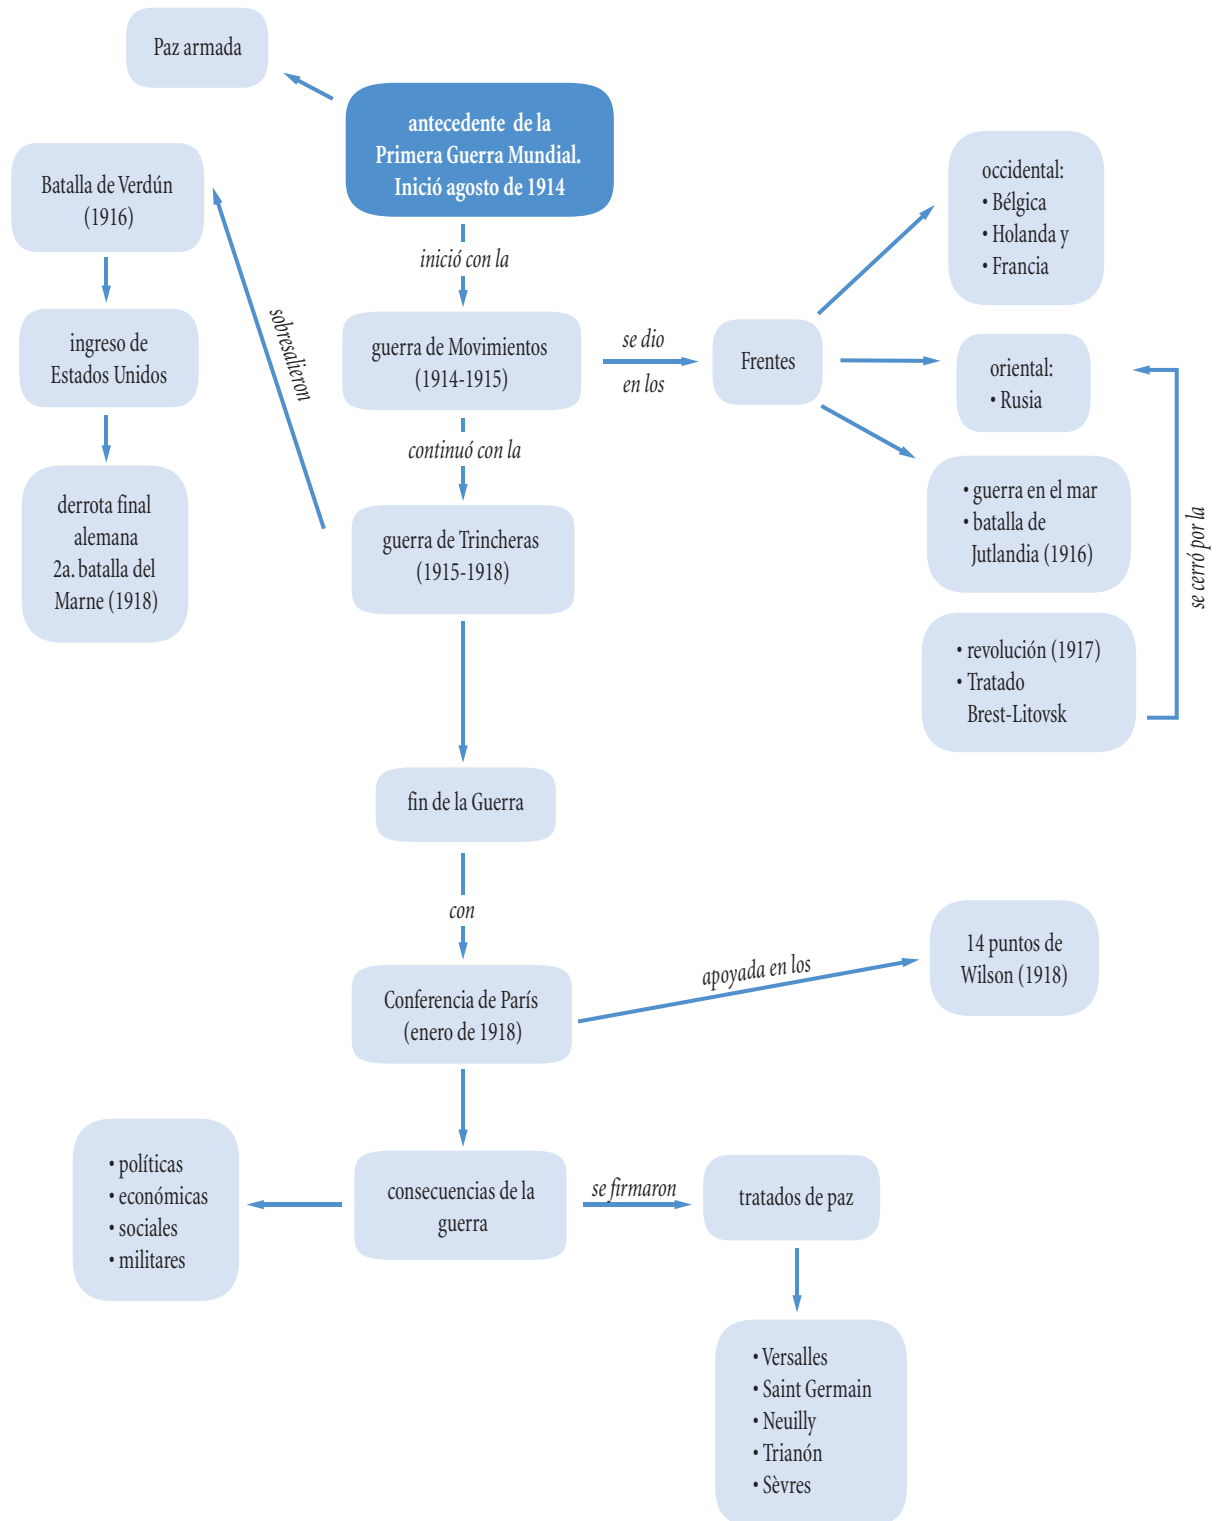 Paz armada
antecedente de la
Primera Guerra Mundial.
Inició agosto de 1914
Batalla de Verdún
(1916)
occidental:
• Bélgica
• Holanda y
• Francia
inició con la
sobresalieron
ingreso de
Estados Unidos
guerra de Movimientos
(1914-1915)
se dio
en los
Frentes
oriental:
• Rusia
continuó con la
derrota final
alemana
2a. batalla del
Marne (1918)
guerra de Trincheras
(1915-1918)
• guerra en el mar
• batalla de
Jutlandia (1916)
se cerró por la
• revolución (1917)
• Tratado
Brest-Litovsk
fin de la Guerra
con
Conferencia de París
(enero de 1918)
apoyada en los
14 puntos de
Wilson (1918)
• políticas
• económicas
• sociales
• militares
consecuencias de la
guerra
se firmaron
tratados de paz
• Versalles
• Saint Germain
• Neuilly
• Trianón
• Sèvres